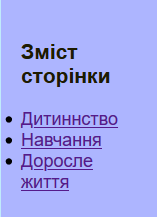 Зміст
сторінки
Дитиннство
Навчання
Доросле
життя